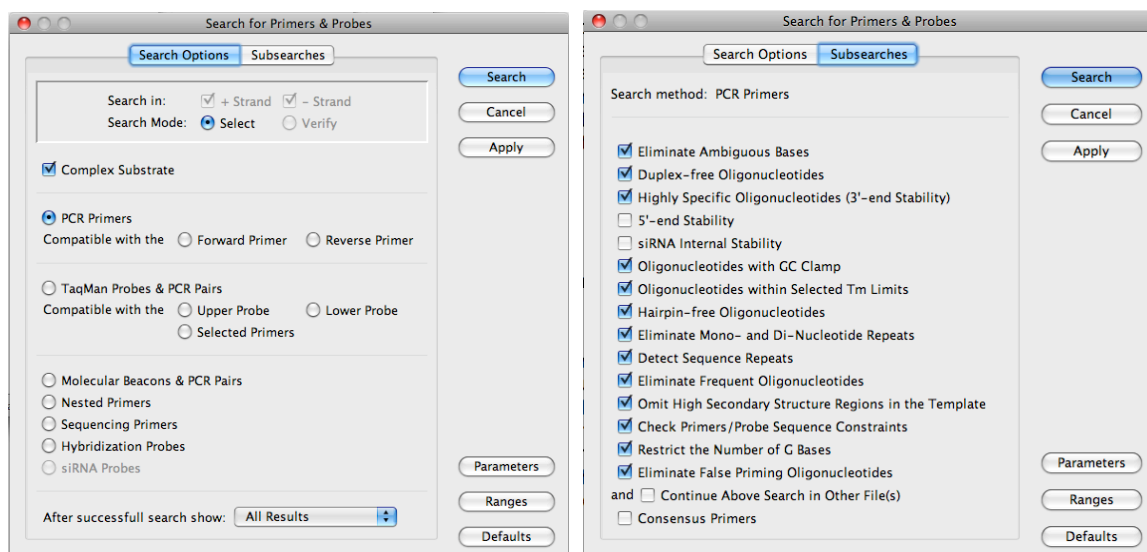 Search for Primers & Probes
Search Options Subsearches
Search in: + Strand - Strand
Search Mode: Select Verify
Complex Substrate
PCR Primers
Compatible with the Forward Primer Reverse Primer
TaqMan Probes & PCR Pairs
Compatible with the Upper Probe Lower Probe
Selected Primers
Molecular Beacons & PCR Pairs
Nested Primers
Sequencing Primers
Hybridization Probes
siRNA Probes
After successfull search show: All Results
Search
Cancel
Apply
Parameters
Ranges
Defaults
Search for Primers & Probes
Search Options Subsearches
Search method: PCR Primers
Eliminate Ambiguous Bases
Duplex-free Oligonucleotides
Highly Specific Oligonucleotides (3'-end Stability)
5'-end Stability
siRNA Internal Stability
Oligonucleotides with GC Clamp
Oligonucleotides within Selected Tm Limits
Hairpin-free Oligonucleotides
Eliminate Mono- and Di-Nucleotide Repeats
Detect Sequence Repeats
Eliminate Frequent Oligonucleotides
Omit High Secondary Structure Regions in the Template
Check Primers/Probe Sequence Constraints
Restrict the Number of G Bases
Eliminate False Priming Oligonucleotides
and Continue Above Search in Other File(s)
Consensus Primers
Search
Cancel
Apply
Parameters
Ranges
Defaults